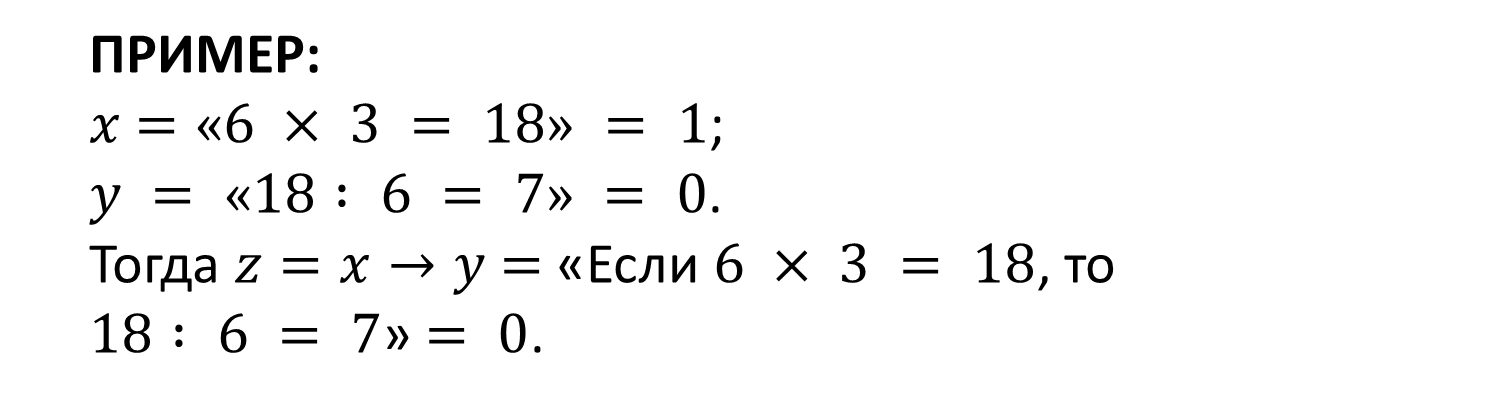 ПРИМЕР:
x = «6 × 3 = 18» = 1;
y = «18 : 6 = 7» = 0.
Тогда z = x → y = «Если 6 × 3 = 18, то
18 : 6 = 7» = 0.